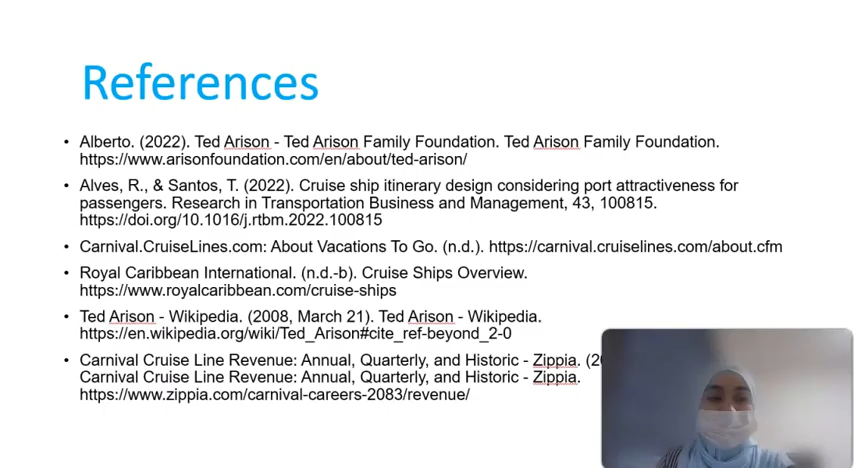 References
• Alberto. (2022). Ted Arison - Ted Arison Family Foundation. Ted Arison Family Foundation.
https://www.arisonfoundation.com/en/about/ted-arison/
• Alves, R., & Santos, T. (2022). Cruise ship itinerary design considering port attractiveness for
passengers. Research in Transportation Business and Management, 43, 100815.
https://doi.org/10.1016/j.rtbm.2022.100815
• Carnival.CruiseLines.com: About Vacations To Go. (n.d.). https://carnival.cruiselines.com/about.cfm
• Royal Caribbean International. (n.d.-b). Cruise Ships Overview.
https://www.royalcaribbean.com/cruise-ships
• Ted Arison - Wikipedia. (2008, March 21). Ted Arison - Wikipedia.
https://en.wikipedia.org/wiki/Ted_Arison#cite_ref-beyond_2-0
• Carnival Cruise Line Revenue: Annual, Quarterly, and Historic - Zippia.
Carnival Cruise Line Revenue: Annual, Quarterly, and Historic - Zippia.
https://www.zippia.com/carnival-careers-2083/revenue/